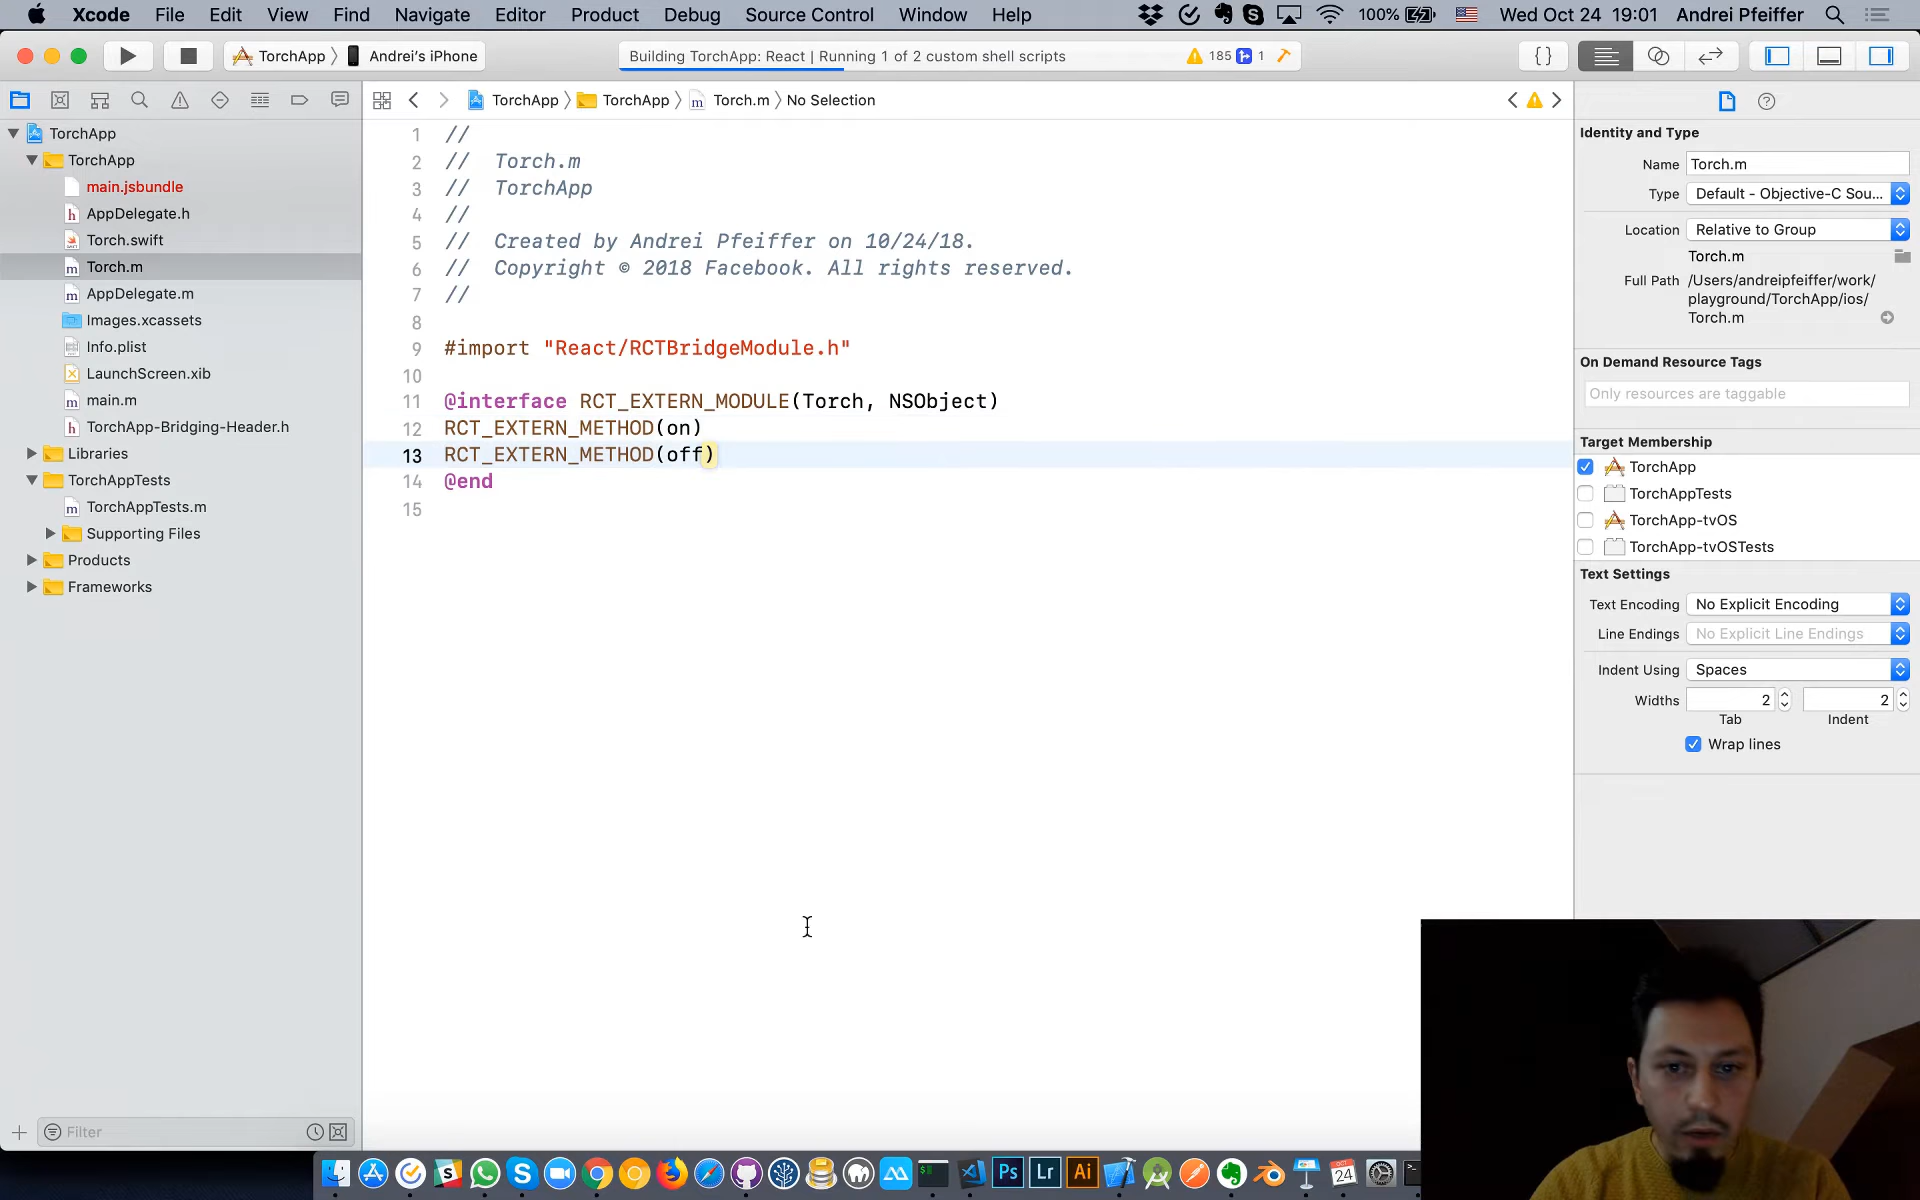 Xcode File Edit View Find Navigate Editor Product Debug Source Control Window Help 100% Wed Oct 24 19:01 Andrei Pfeiffer
TorchApp Andrei's iPhone Building TorchApp: React | Running 1 of 2 custom shell scripts 185 1 {}
TorchApp TorchApp m Torch.m No Selection
TorchApp
TorchApp
main.jsbundle
h AppDelegate.h
Torch.swift
m Torch.m
m AppDelegate.m
Images.xcassets
Info.plist
LaunchScreen.xib
m main.m
h TorchApp-Bridging-Header.h
Libraries
TorchAppTests
m TorchAppTests.m
Supporting Files
Products
Frameworks
Filter
1 //
2 // Torch.m
3 // TorchApp
4 //
5 // Created by Andrei Pfeiffer on 10/24/18.
6 // Copyright © 2018 Facebook. All rights reserved.
7 //
8
9 #import "React/RCTBridgeModule.h"
10
11 @interface RCT_EXTERN_MODULE(Torch, NSObject)
12 RCT_EXTERN_METHOD(on)
13 RCT_EXTERN_METHOD(off)
14 @end
15
Identity and Type
Name Torch.m
Type Default - Objective-C Sou...
Location Relative to Group
Torch.m
Full Path /Users/andreipfeiffer/work/
playground/TorchApp/ios/
Torch.m
On Demand Resource Tags
Only resources are taggable
Target Membership
TorchApp
TorchAppTests
TorchApp-tvOS
TorchApp-tvOSTests
Text Settings
Text Encoding No Explicit Encoding
Line Endings No Explicit Line Endings
Indent Using Spaces
Widths 2 2
Tab Indent
Wrap lines
Ps Lr Ai 24